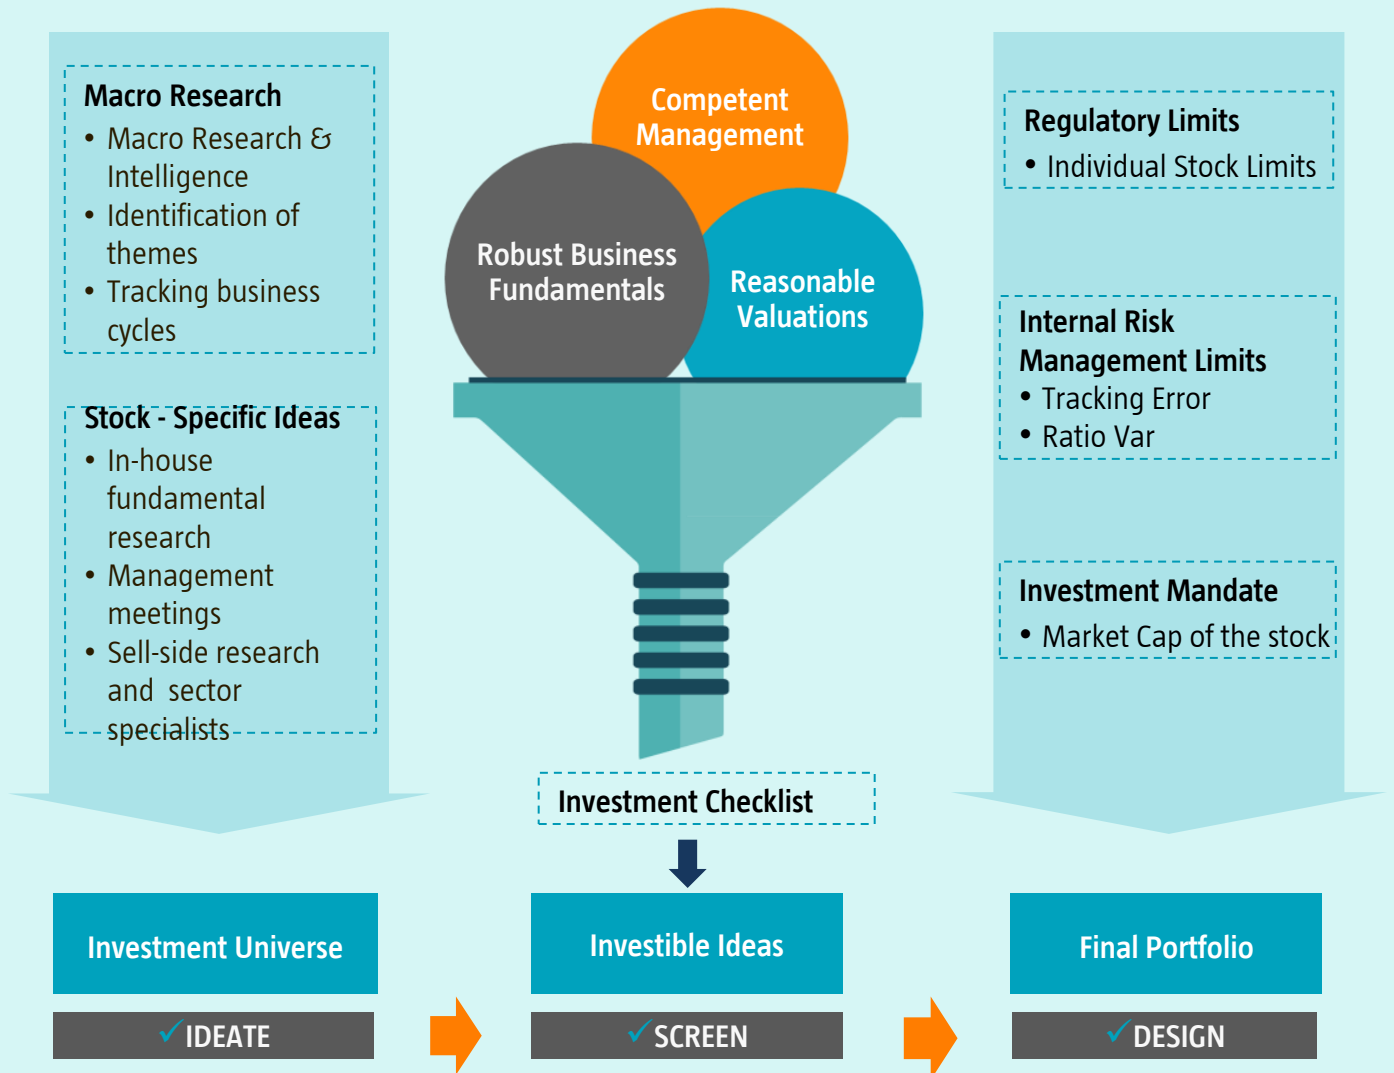 Macro Research
• Macro Research &
Intelligence
• Identification of
themes
• Tracking business
cycles
Stock - Specific Ideas
• In-house
fundamental
research
• Management
meetings
• Sell-side research
and sector
specialists
Competent
Management
Robust Business
Fundamentals
Reasonable
Valuations
Investment Checklist
Regulatory Limits
• Individual Stock Limits
Internal Risk
Management Limits
• Tracking Error
• Ratio Var
Investment Mandate
• Market Cap of the stock
Investment Universe
Investible Ideas
Final Portfolio
✓IDEATE
✓SCREEN
✓DESIGN